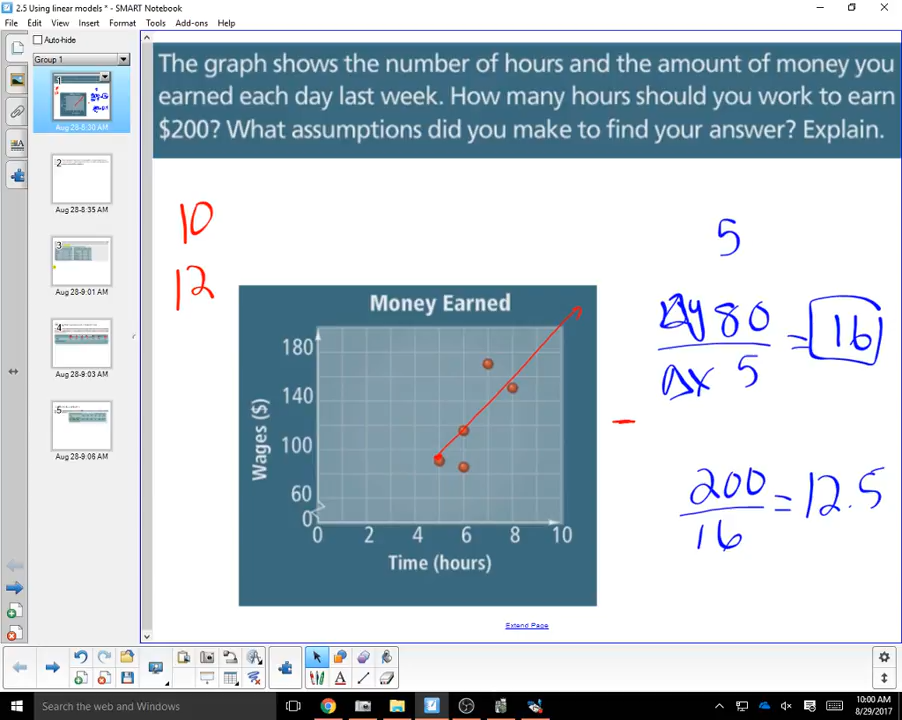 2.5 Using linear models * - SMART Notebook
File Edit View Insert Format Tools Add-ons Help
Auto-hide
Group 1
1
Aug 28-8:30 AM
2
Aug 28-8:35 AM
3
Aug 28-9:01 AM
4
Aug 28-9:03 AM
5
Aug 28-9:06 AM
The graph shows the number of hours and the amount of money you
earned each day last week. How many hours should you work to earn
$200? What assumptions did you make to find your answer? Explain.
10
12
Money Earned
180
140
100
60
0
Wages ($)
0 2 4 6 8 10
Time (hours)
5
Δy 80
Δx 5
= 16
200
16
= 12.5
Extend Page
Search the web and Windows
10:00 AM
8/29/2017